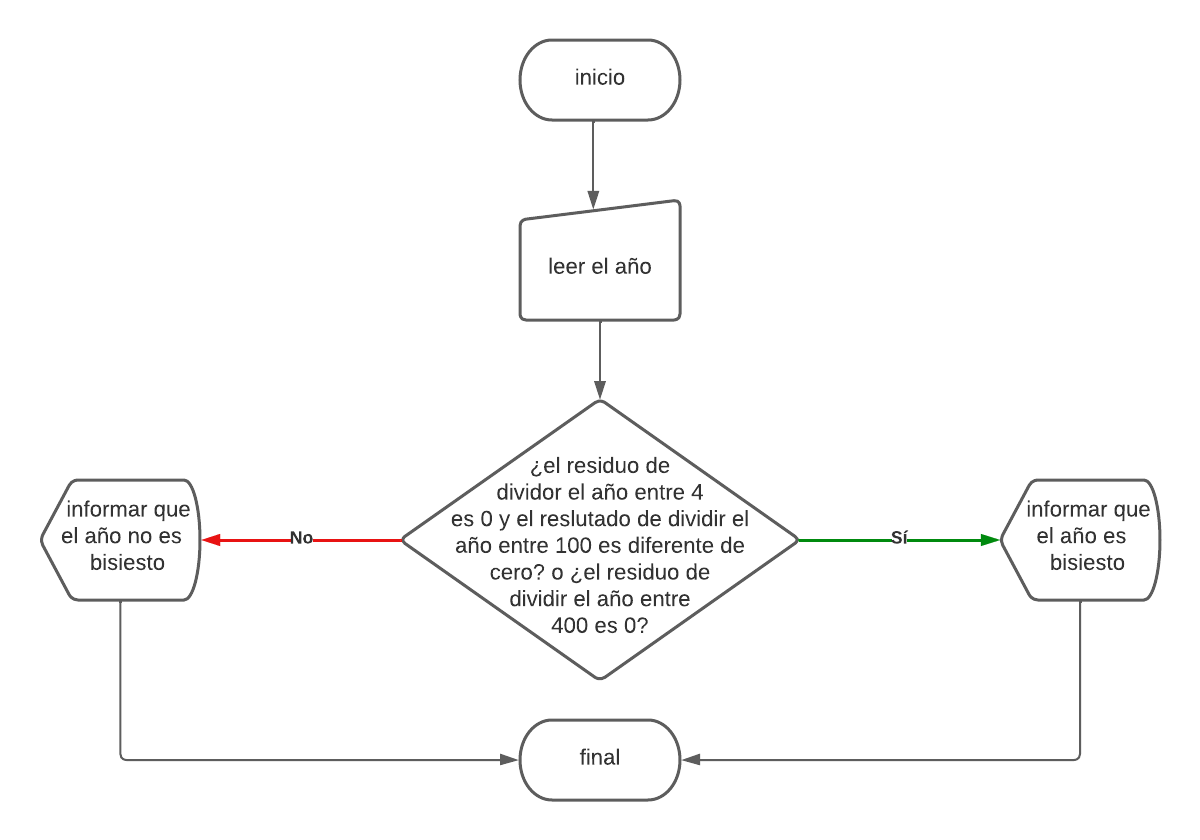 inicio
leer el año
¿el residuo de
dividor el año entre 4
es 0 y el reslutado de dividir el
año entre 100 es diferente de
cero? o ¿el residuo de
dividir el año entre
400 es 0?
No
Sí
informar que
el año no es
bisiesto
informar que
el año es
bisiesto
final